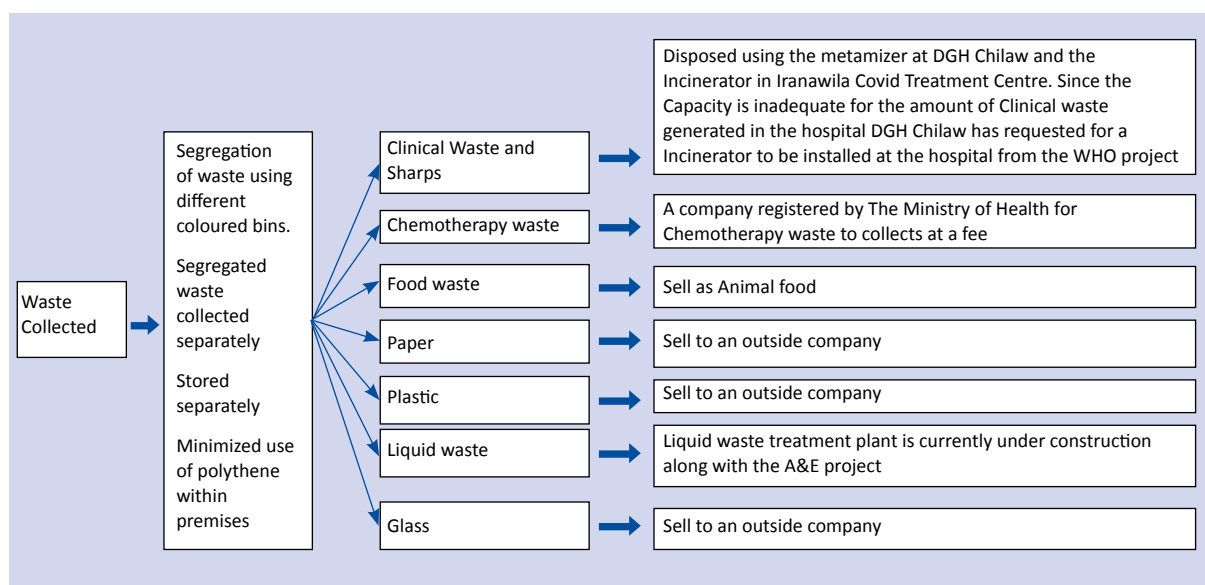 Waste
Collected
Segregation
of waste using
different
coloured bins.
Segregated
waste
collected
separately
Stored
separately
Minimized use
of polythene
within
premises
Clinical Waste and
Sharps
Disposed using the metamizer at DGH Chilaw and the
Incinerator in Iranawila Covid Treatment Centre. Since the
Capacity is inadequate for the amount of Clinical waste
generated in the hospital DGH Chilaw has requested for a
Incinerator to be installed at the hospital from the WHO project
Chemotherapy waste
A company registered by The Ministry of Health for
Chemotherapy waste to collects at a fee
Food waste
Sell as Animal food
Paper
Sell to an outside company
Plastic
Sell to an outside company
Liquid waste
Liquid waste treatment plant is currently under construction
along with the A&E project
Glass
Sell to an outside company